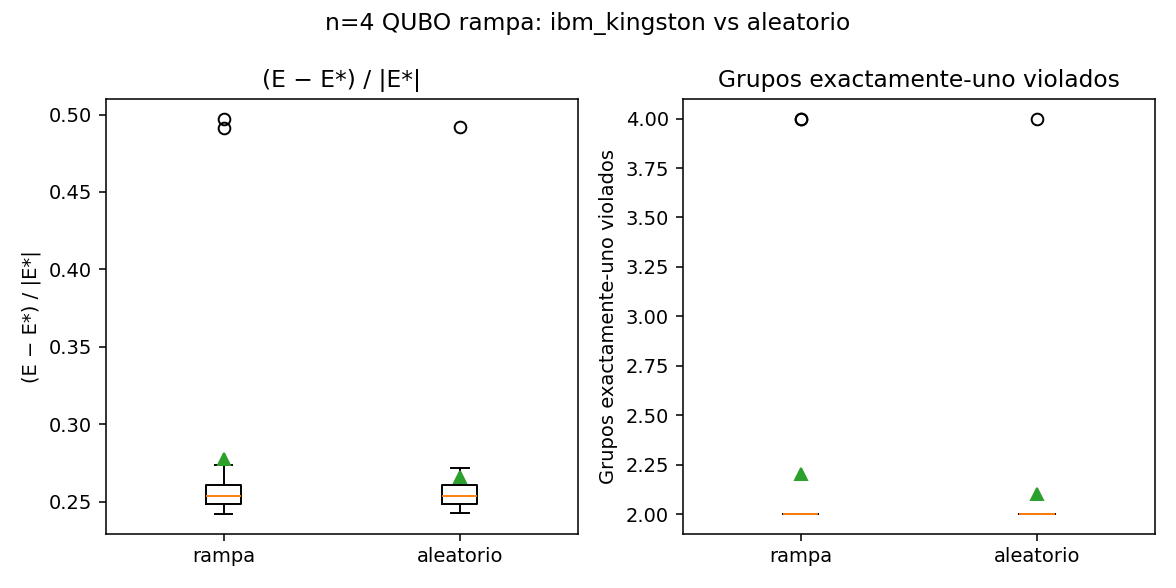 n=4 QUBO rampa: ibm_kingston vs aleatorio
(E − E*) / |E*|
(E − E*) / |E*|
0.50
0.45
0.40
0.35
0.30
0.25
rampa
aleatorio
Grupos exactamente-uno violados
Grupos exactamente-uno violados
4.00
3.75
3.50
3.25
3.00
2.75
2.50
2.25
2.00
rampa
aleatorio